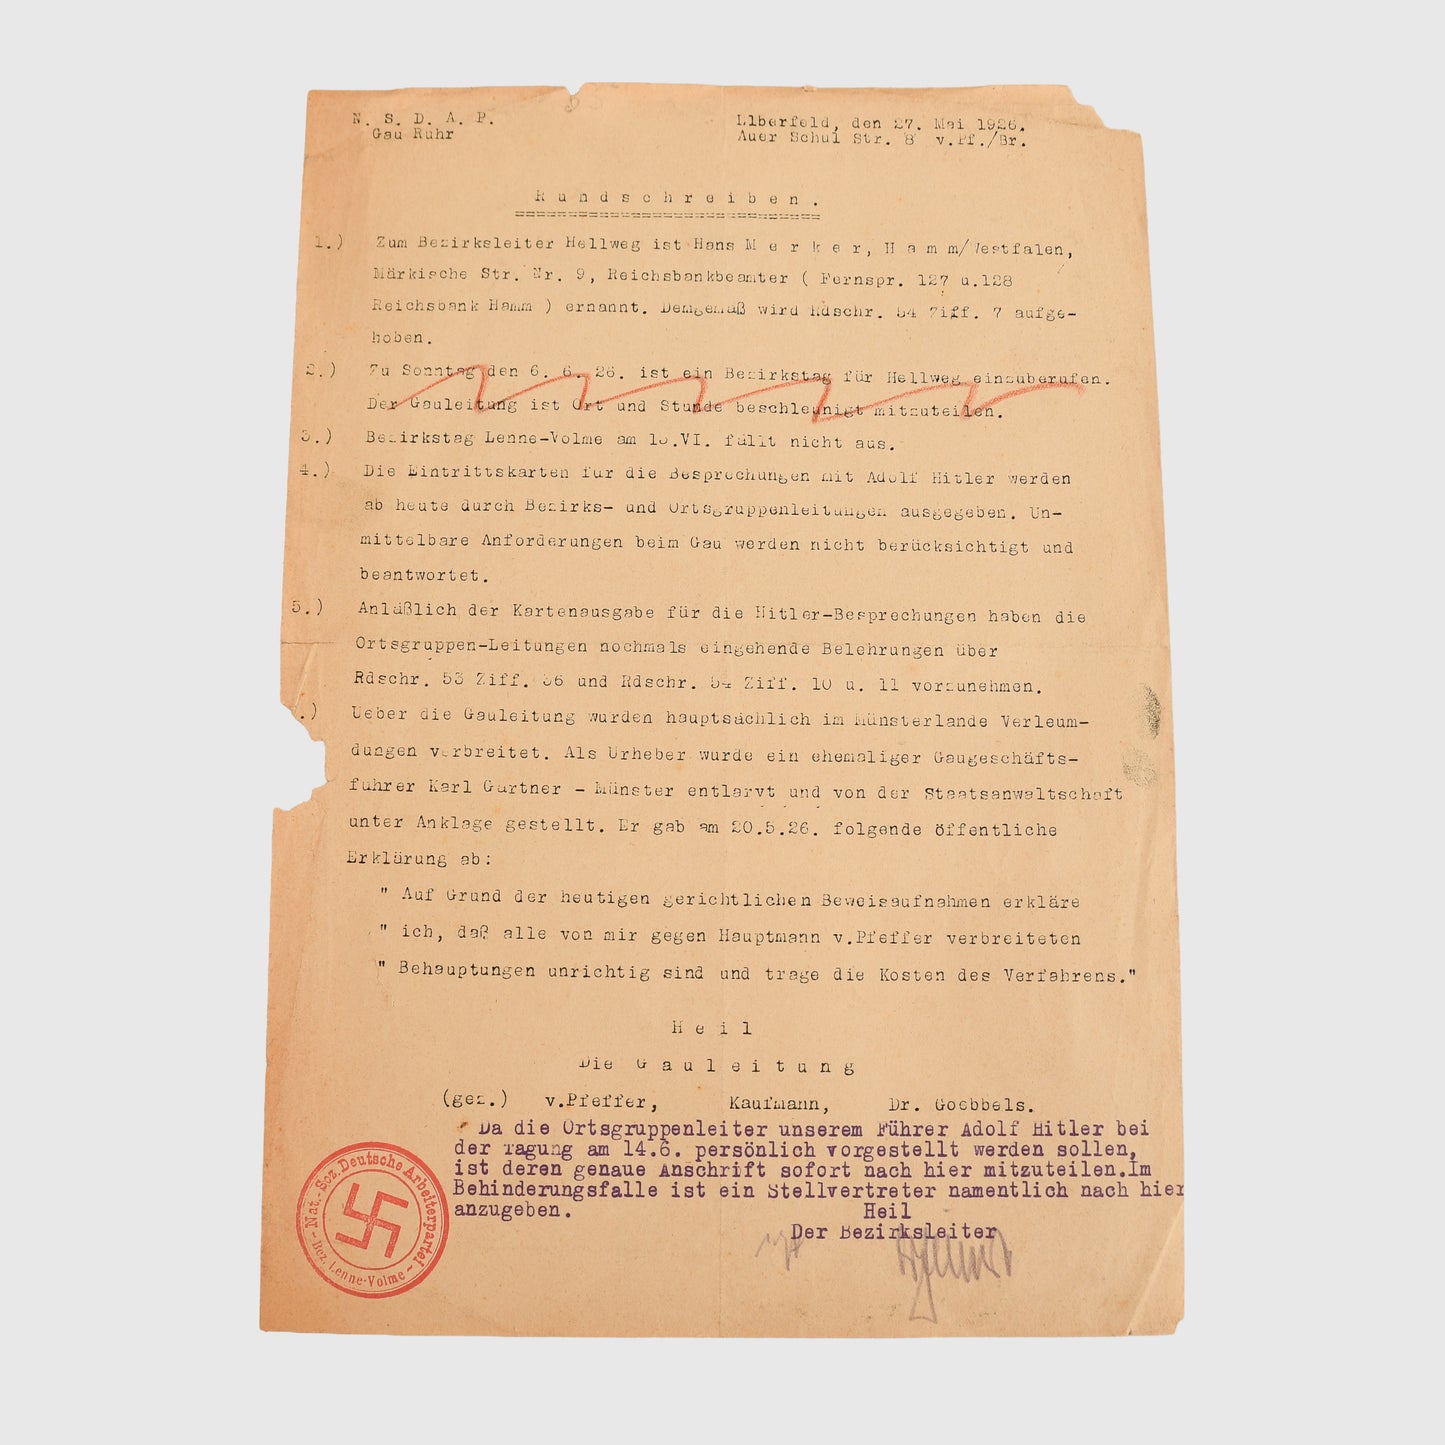 N. S. D. A. P.
Gau Ruhr
Elberfeld, den 27. Mai 1926.
Auer Schul Str. 8 v.Pf./Br.
Rundschreiben.
1.) Zum Bezirksleiter Hellweg ist Hans Merker, Hamm/Westfalen,
Märkische Str. Nr. 9, Reichsbankbeamter ( Fernspr. 127 u.128
Reichsbank Hamm ) ernannt. Demgemäß wird Rdschr. 54 Ziff. 7 aufge-
hoben.
2.) Zu Sonntag den 6. 6. 26. ist ein Bezirkstag für Hellweg einzuberufen.
Der Gauleitung ist Ort und Stunde beschleunigt mitzuteilen.
3.) Bezirkstag Lenne-Volme am .VI. fällt nicht aus.
4.) Die Eintrittskarten für die Besprechungen mit Adolf Hitler werden
ab heute durch Bezirks- und Ortsgruppenleitungen ausgegeben. Un-
mittelbare Anforderungen beim Gau werden nicht berücksichtigt und
beantwortet.
5.) Anläßlich der Kartenausgabe für die Hitler-Besprechungen haben die
Ortsgruppen-Leitungen nochmals eingehende Belehrungen über
Rdschr. 53 Ziff. und Rdschr. 54 Ziff. 10 u. 11 vorzunehmen.
.) Ueber die Gauleitung wurden hauptsächlich im Münsterlande Verleum-
dungen verbreitet. Als Urheber wurde ein ehemaliger Gaugeschäfts-
führer Karl Gärtner - Münster entlarvt und von der Staatsanwaltschaft
unter Anklage gestellt. Er gab am 20.5.26. folgende öffentliche
Erklärung ab:
" Auf Grund der heutigen gerichtlichen Beweisaufnahmen erkläre
" ich, daß alle von mir gegen Hauptmann v.Pfeffer verbreiteten
" Behauptungen unrichtig sind und trage die Kosten des Verfahrens."
Heil
Die Gauleitung
(gez.) v.Pfeffer, Kaufmann, Dr. Goebbels.
Da die Ortsgruppenleiter unserem Führer Adolf Hitler bei
der Tagung am 14.6. persönlich vorgestellt werden sollen,
ist deren genaue Anschrift sofort nach hier mitzuteilen.Im
Behinderungsfalle ist ein Stellvertreter namentlich nach hier
anzugeben. Heil
Der Bezirksleiter
Nat.-Soz. Deutsche Arbeiterpartei
Bez. Lenne-Volme